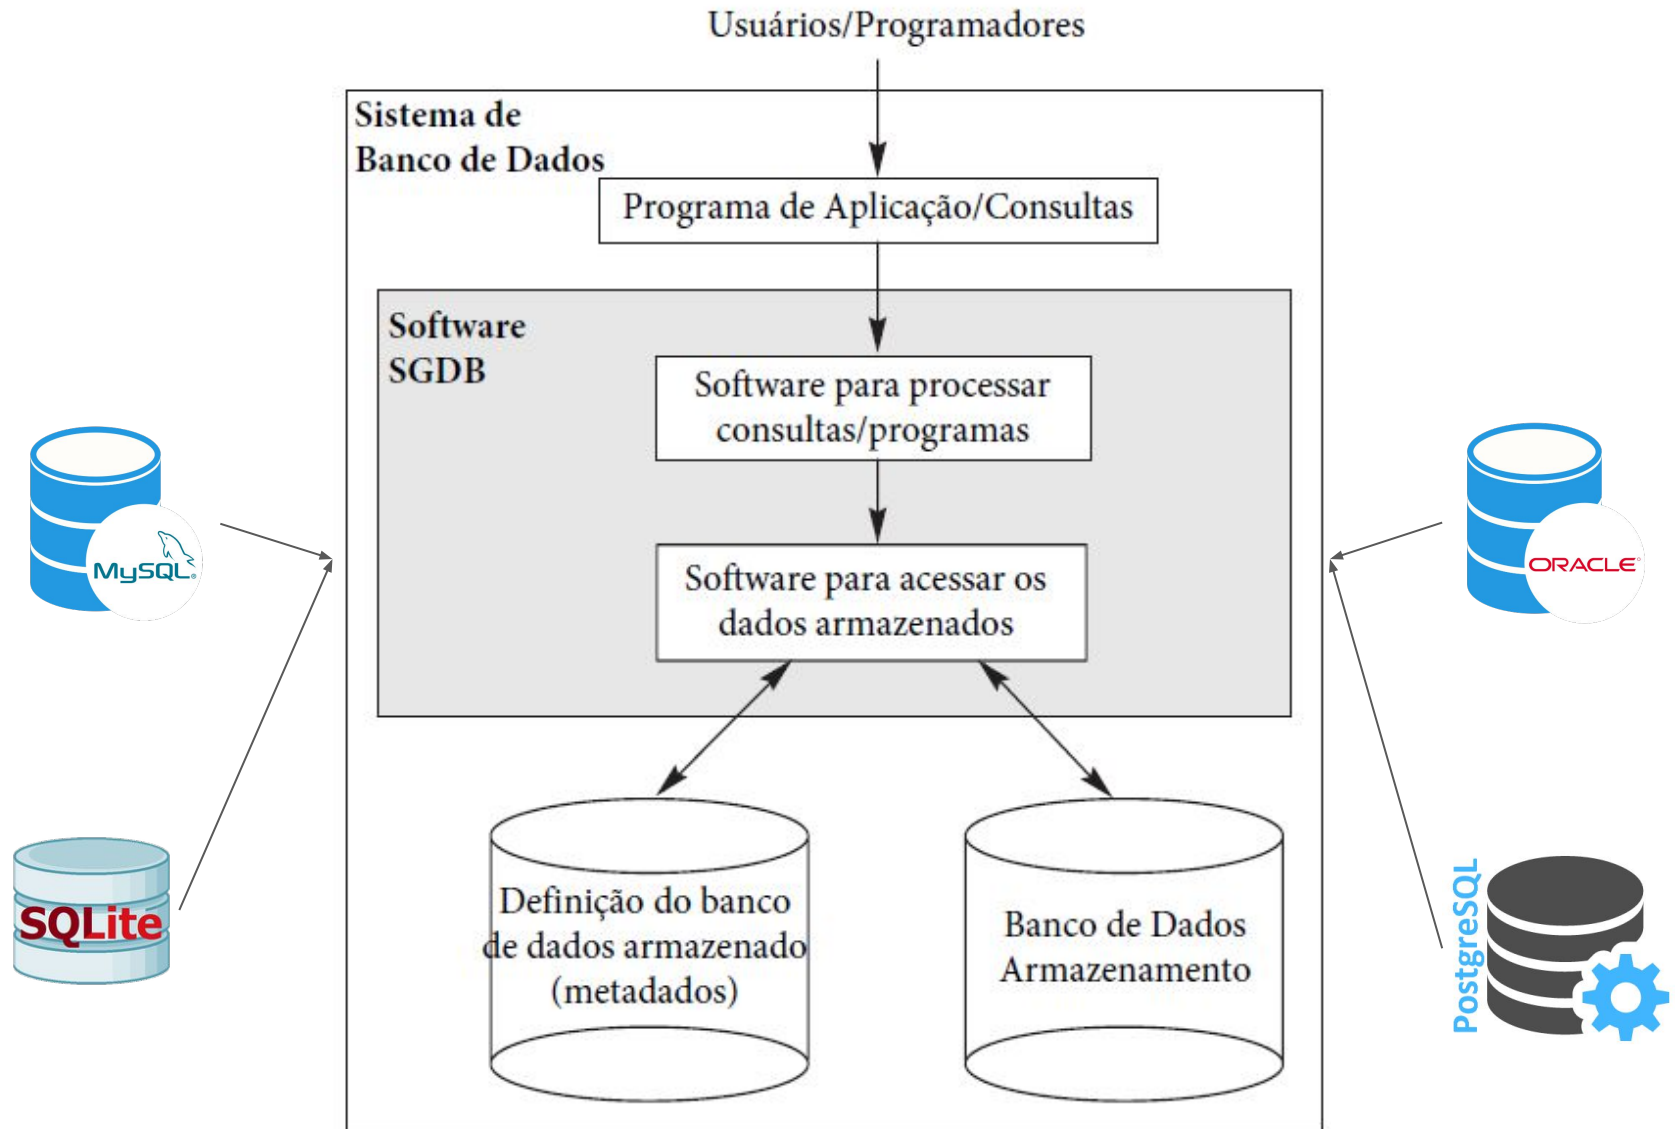 Usuários/Programadores
Sistema de
Banco de Dados
Programa de Aplicação/Consultas
Software
SGDB
Software para processar
consultas/programas
Software para acessar os
dados armazenados
MySQL®
ORACLE®
SQLite
PostgreSQL
Definição do banco
de dados armazenado
(metadados)
Banco de Dados
Armazenamento